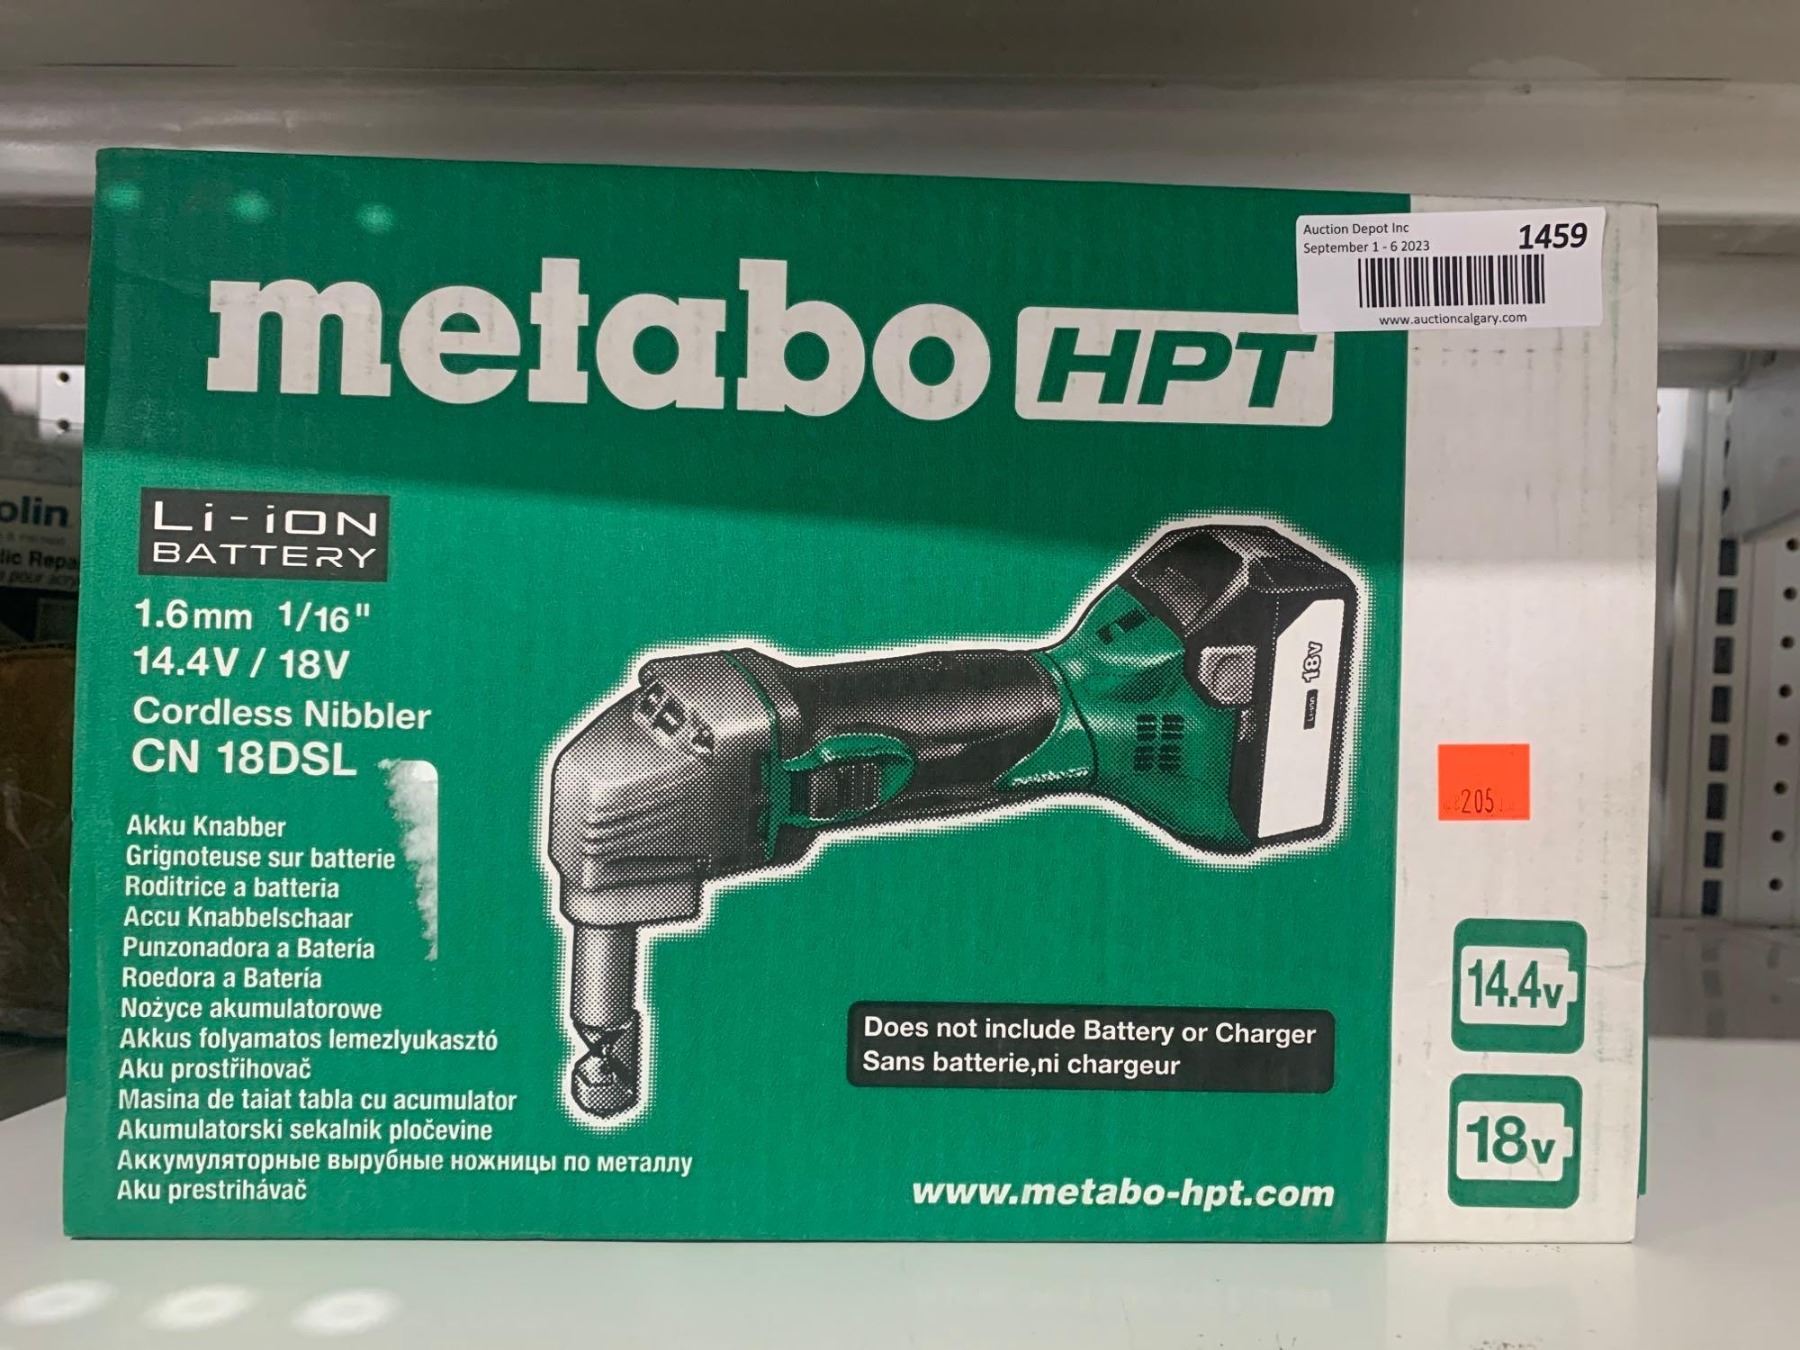 metabo HPT
Auction Depot Inc
September 1 - 6 2023
1459
www.auctioncalgary.com
Li-iON
BATTERY
1.6mm 1/16"
14.4V / 18V
Cordless Nibbler
CN 18DSL
Akku Knabber
Grignoteuse sur batterie
Roditrice a batteria
Accu Knabbelschaar
Punzonadora a Batería
Roedora a Batería
Nożyce akumulatorowe
Akkus folyamatos lemezlyukasztó
Aku prostřihovač
Masina de taiat tabla cu acumulator
Akumulatorski sekalnik pločevine
Аккумуляторные вырубные ножницы по металлу
Aku prestrihávač
HPT
Li-ion 18V
Does not include Battery or Charger
Sans batterie,ni chargeur
www.metabo-hpt.com
205
14.4v
18v
olin